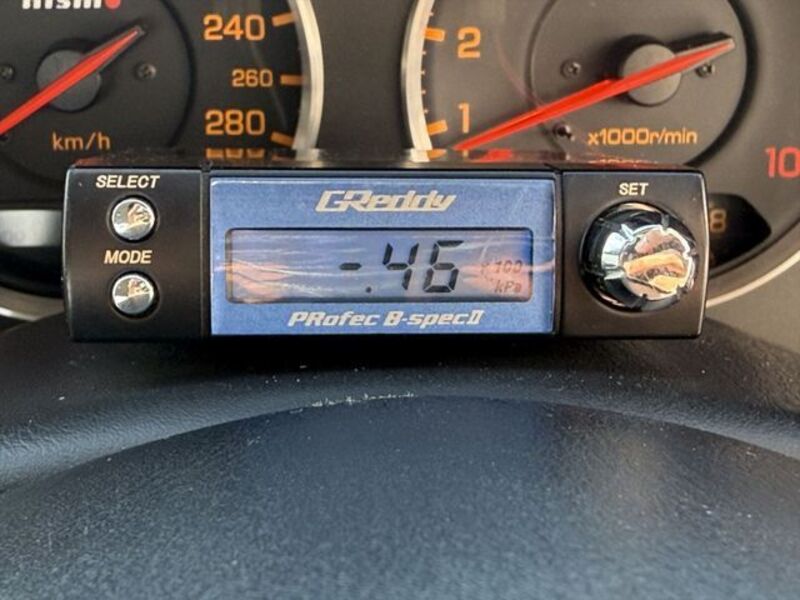 nismo
240
260
280
km/h
2
1
x1000r/min
10
8
SELECT
MODE
GReddy
-.46
x100
kPa
PRofec B-specII
SET